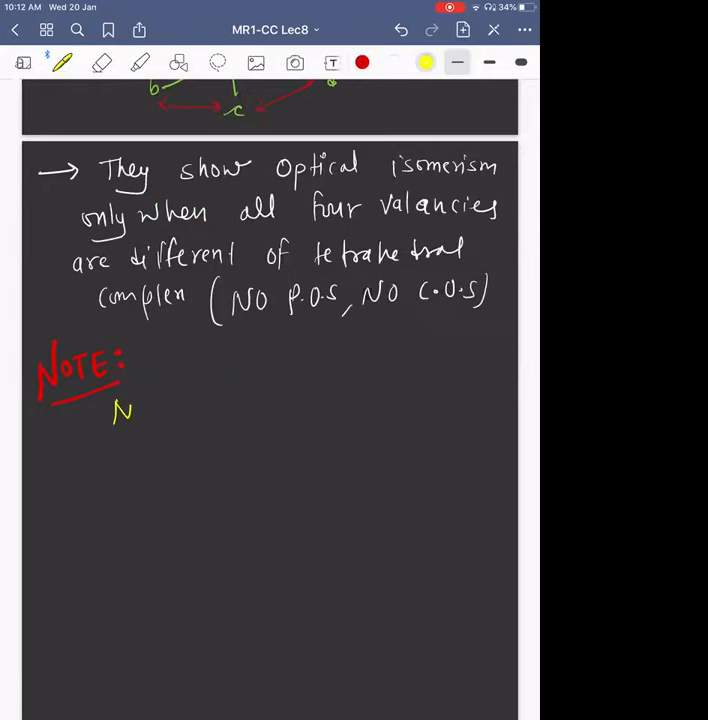 10:12 AM Wed 20 Jan
34%
MR1-CC Lec8
T
b
c
a
→ They show Optical isomerism
only when all four valancies
are different of tetrahetral
complex (NO P.O.S, NO C.O.S)
NOTE:
N